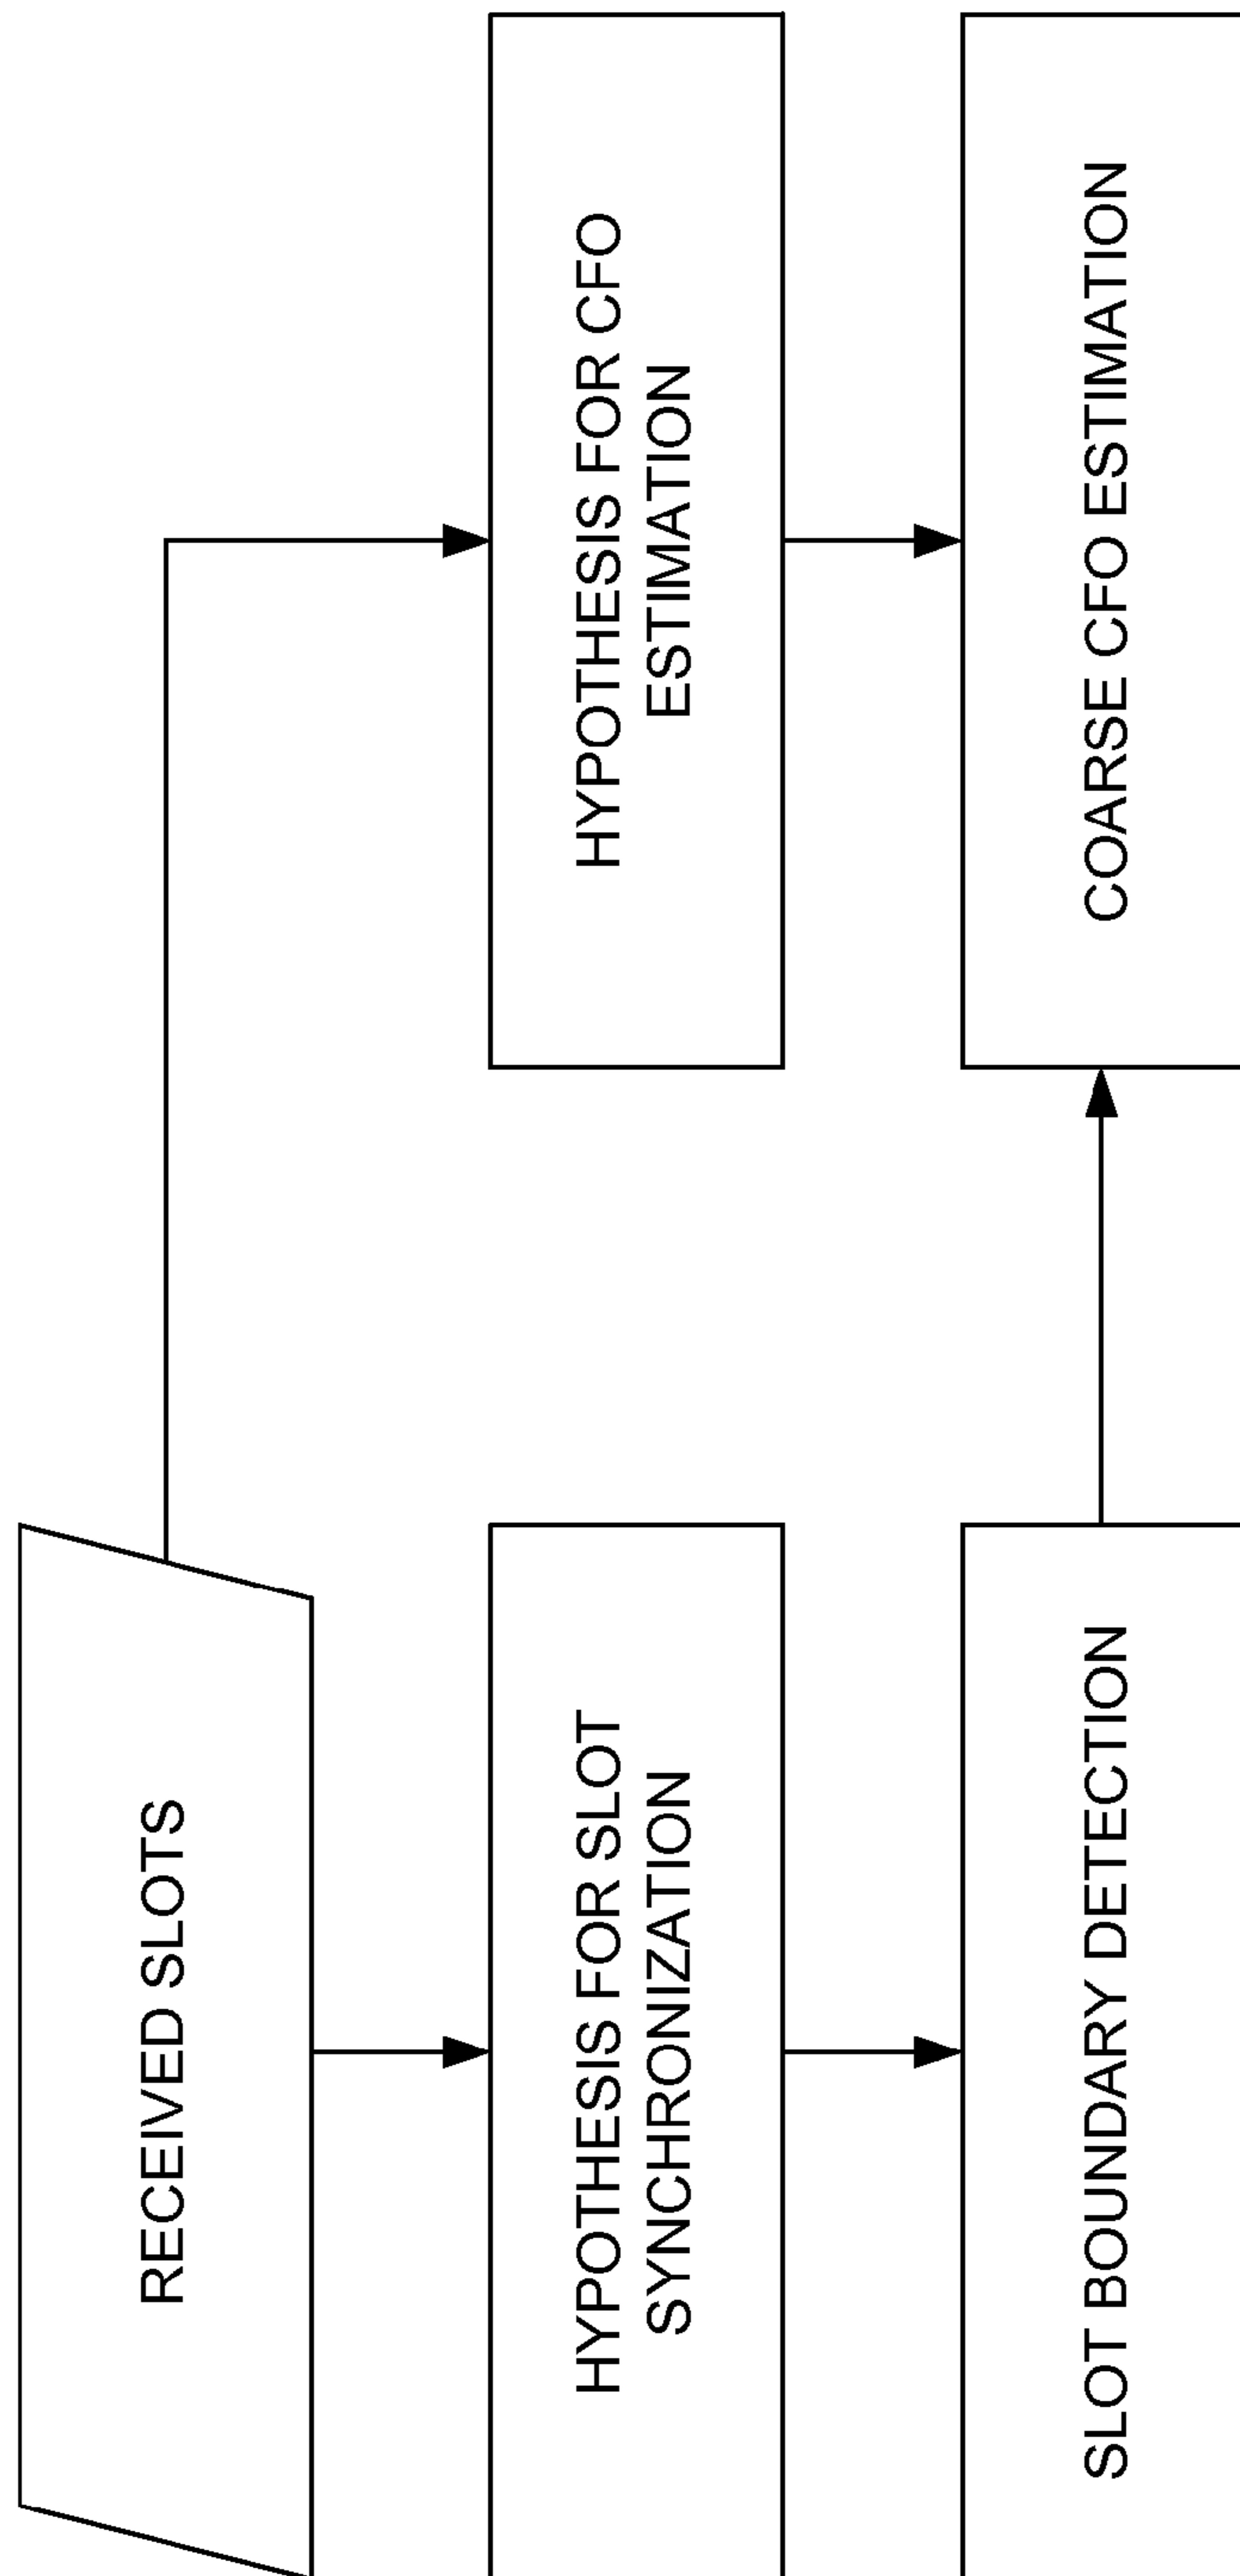 RECEIVED SLOTS
HYPOTHESIS FOR SLOT
SYNCHRONIZATION
HYPOTHESIS FOR CFO
ESTIMATION
SLOT BOUNDARY DETECTION
COARSE CFO ESTIMATION